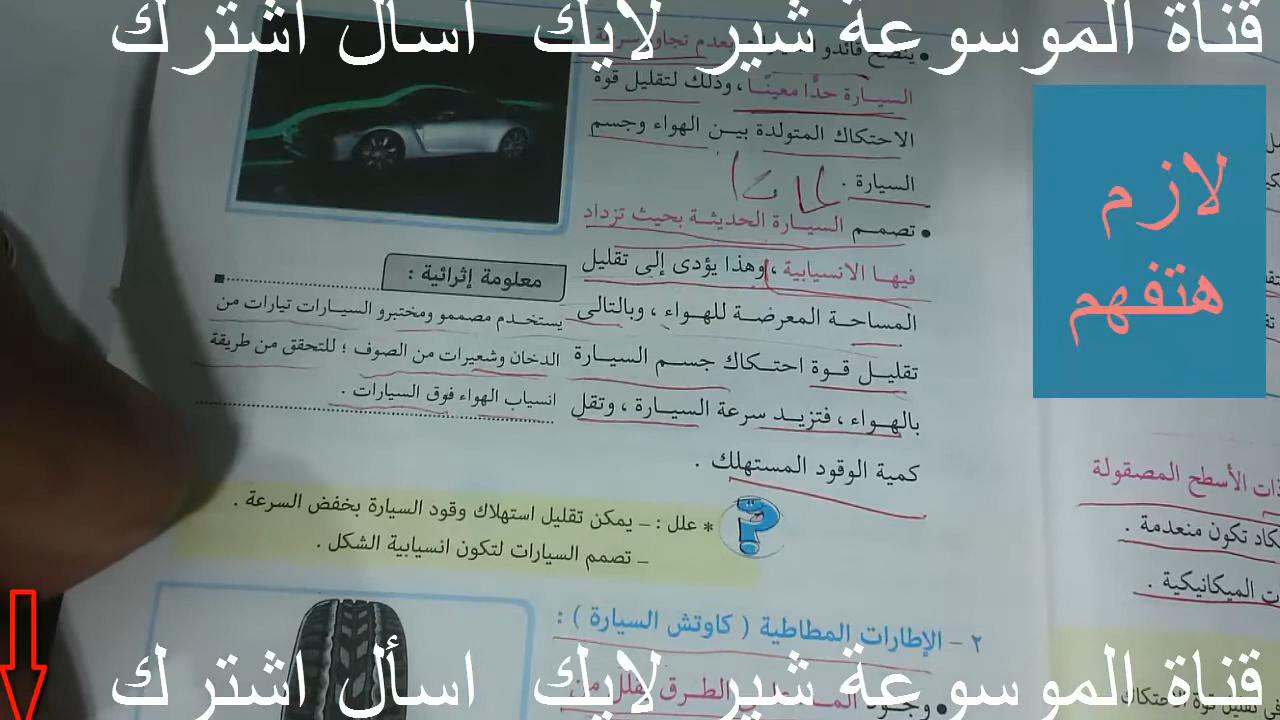 قناة الموسوعة شير لايك اسأل اشترك
السيارة حدًّا معينًا، وذلك لتقليل قوة
الاحتكاك المتولدة بين الهواء وجسم
السيارة .
• تصمم السيارة الحديثة بحيث تزداد
فيها الانسيابية ، وهذا يؤدى إلى تقليل
المساحة المعرضة للهواء ، وبالتالى
تقليل قوة احتكاك جسم السيارة
بالهواء ، فتزيد سرعة السيارة ، وتقل
كمية الوقود المستهلك .
معلومة إثرائية :
يستخدم مصممو ومختبرو السيارات تيارات من
الدخان وشعيرات من الصوف ؛ للتحقق من طريقة
انسياب الهواء فوق السيارات .
لازم
هتفهم
* علل : – يمكن تقليل استهلاك وقود السيارة بخفض السرعة .
– تصمم السيارات لتكون انسيابية الشكل .
٢ – الإطارات المطاطية ( كاوتش السيارة ) :
الأسطح المصقولة
تكون منعدمة .
الميكانيكية .
قناة الموسوعة شير لايك اسأل اشترك